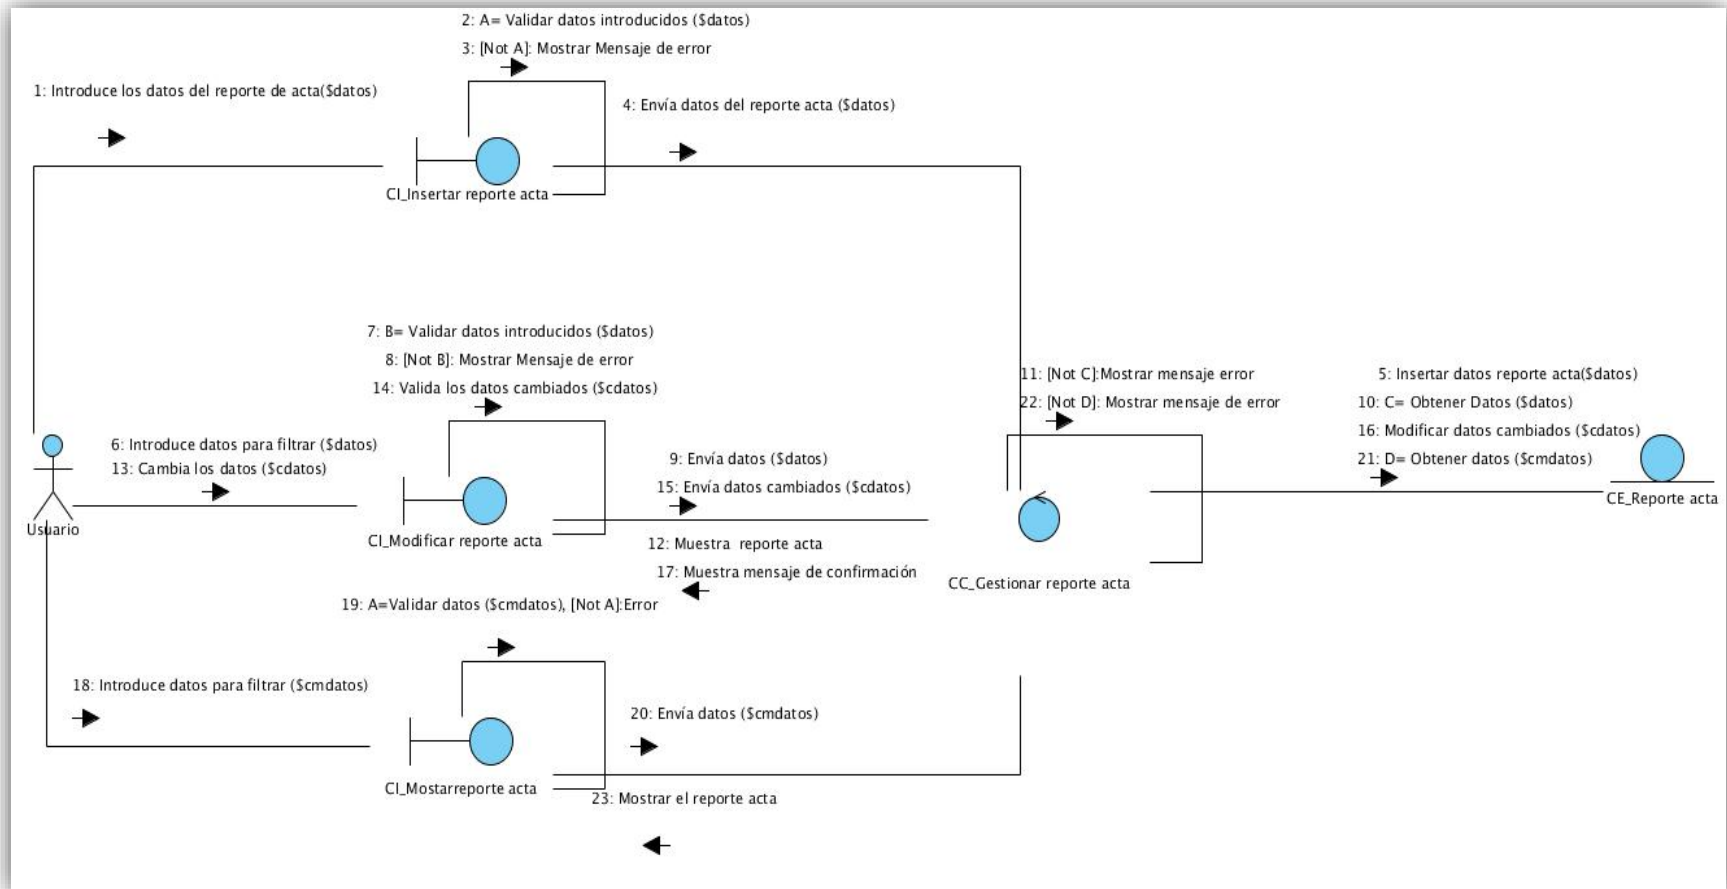 2: A= Validar datos introducidos ($datos)
3: [Not A]: Mostrar Mensaje de error
1: Introduce los datos del reporte de acta($datos)
4: Envía datos del reporte acta ($datos)
CI_Insertar reporte acta
7: B= Validar datos introducidos ($datos)
8: [Not B]: Mostrar Mensaje de error
14: Valida los datos cambiados ($cdatos)
11: [Not C]:Mostrar mensaje error
22: [Not D]: Mostrar mensaje de error
5: Insertar datos reporte acta($datos)
10: C= Obtener Datos ($datos)
16: Modificar datos cambiados ($cdatos)
21: D= Obtener datos ($cmdatos)
6: Introduce datos para filtrar ($datos)
13: Cambia los datos ($cdatos)
9: Envía datos ($datos)
15: Envía datos cambiados ($cdatos)
CE_Reporte acta
Usuario
CI_Modificar reporte acta
12: Muestra  reporte acta
17: Muestra mensaje de confirmación
CC_Gestionar reporte acta
19: A=Validar datos ($cmdatos), [Not A]:Error
18: Introduce datos para filtrar ($cmdatos)
20: Envía datos ($cmdatos)
CI_Mostarreporte acta
23: Mostrar el reporte acta